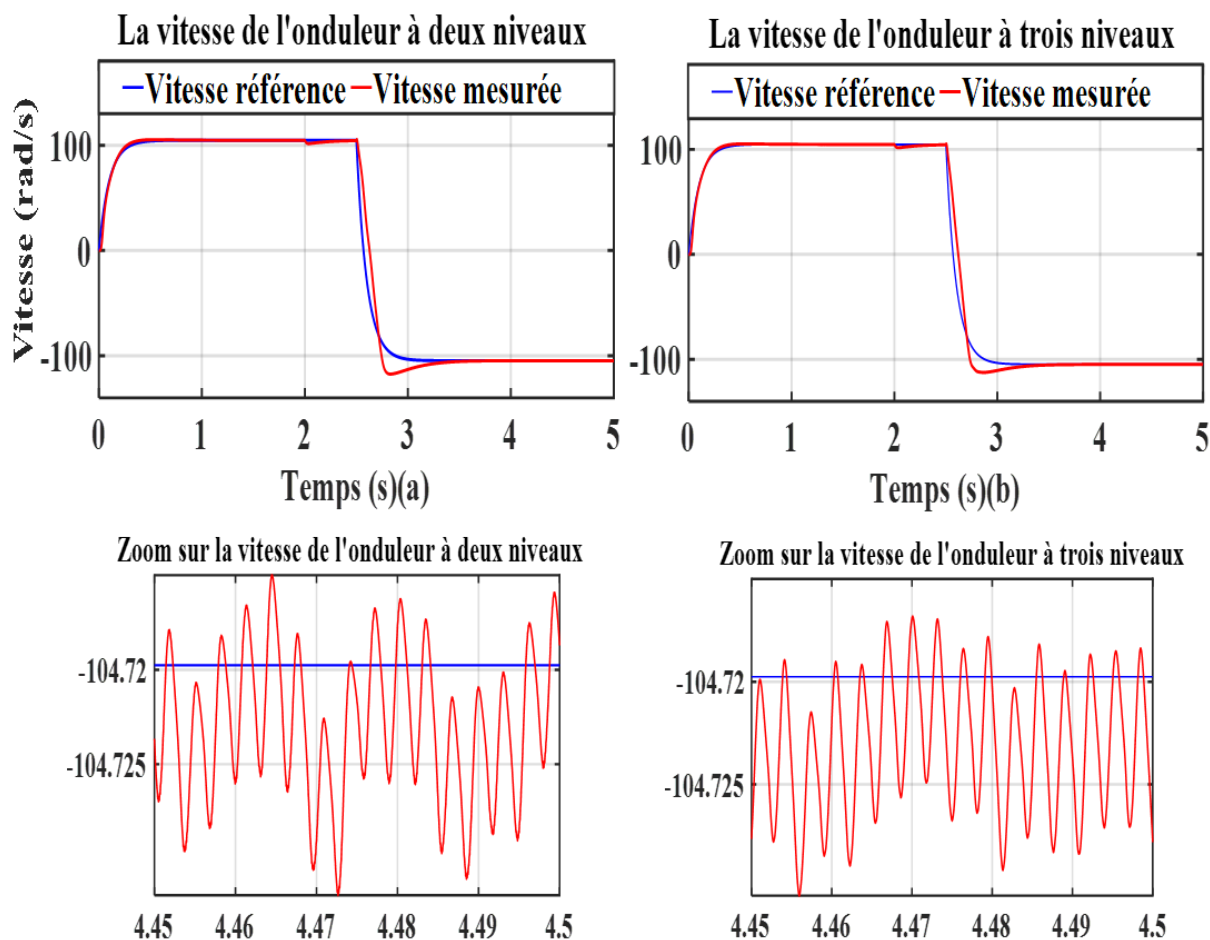 La vitesse de l'onduleur à deux niveaux
Vitesse référence Vitesse mesurée
100
0
-100
Vitesse (rad/s)
0 1 2 3 4 5
Temps (s)(a)
La vitesse de l'onduleur à trois niveaux
Vitesse référence Vitesse mesurée
100
0
-100
0 1 2 3 4 5
Temps (s)(b)
Zoom sur la vitesse de l'onduleur à deux niveaux
-104.72
-104.725
4.45 4.46 4.47 4.48 4.49 4.5
Zoom sur la vitesse de l'onduleur à trois niveaux
-104.72
-104.725
4.45 4.46 4.47 4.48 4.49 4.5